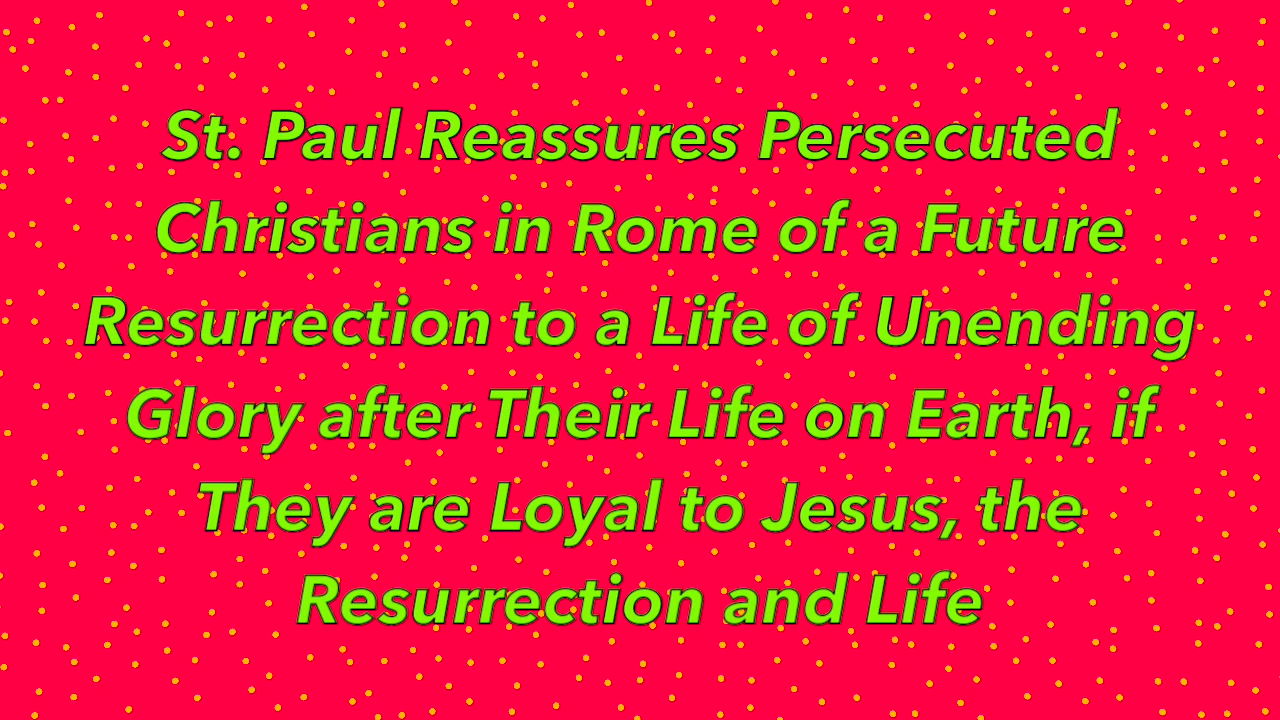 St. Paul Reassures Persecuted
Christians in Rome of a Future
Resurrection to a Life of Unending
Glory after Their Life on Earth, if
They are Loyal to Jesus, the
Resurrection and Life